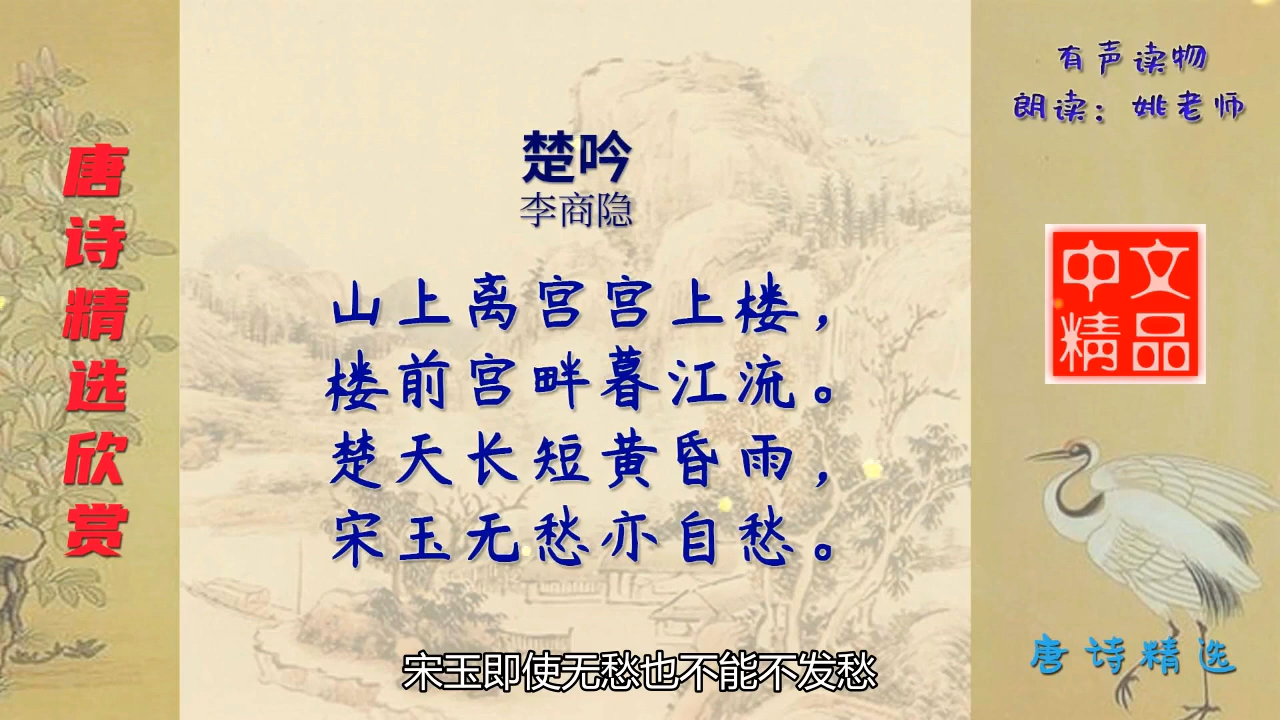 唐诗精选欣赏
楚吟
李商隐
山上离宫宫上楼，
楼前宫畔暮江流。
楚天长短黄昏雨，
宋玉无愁亦自愁。
宋玉即使无愁也不能不发愁
有声读物
朗读：姚老师
中文
精品
唐诗精选